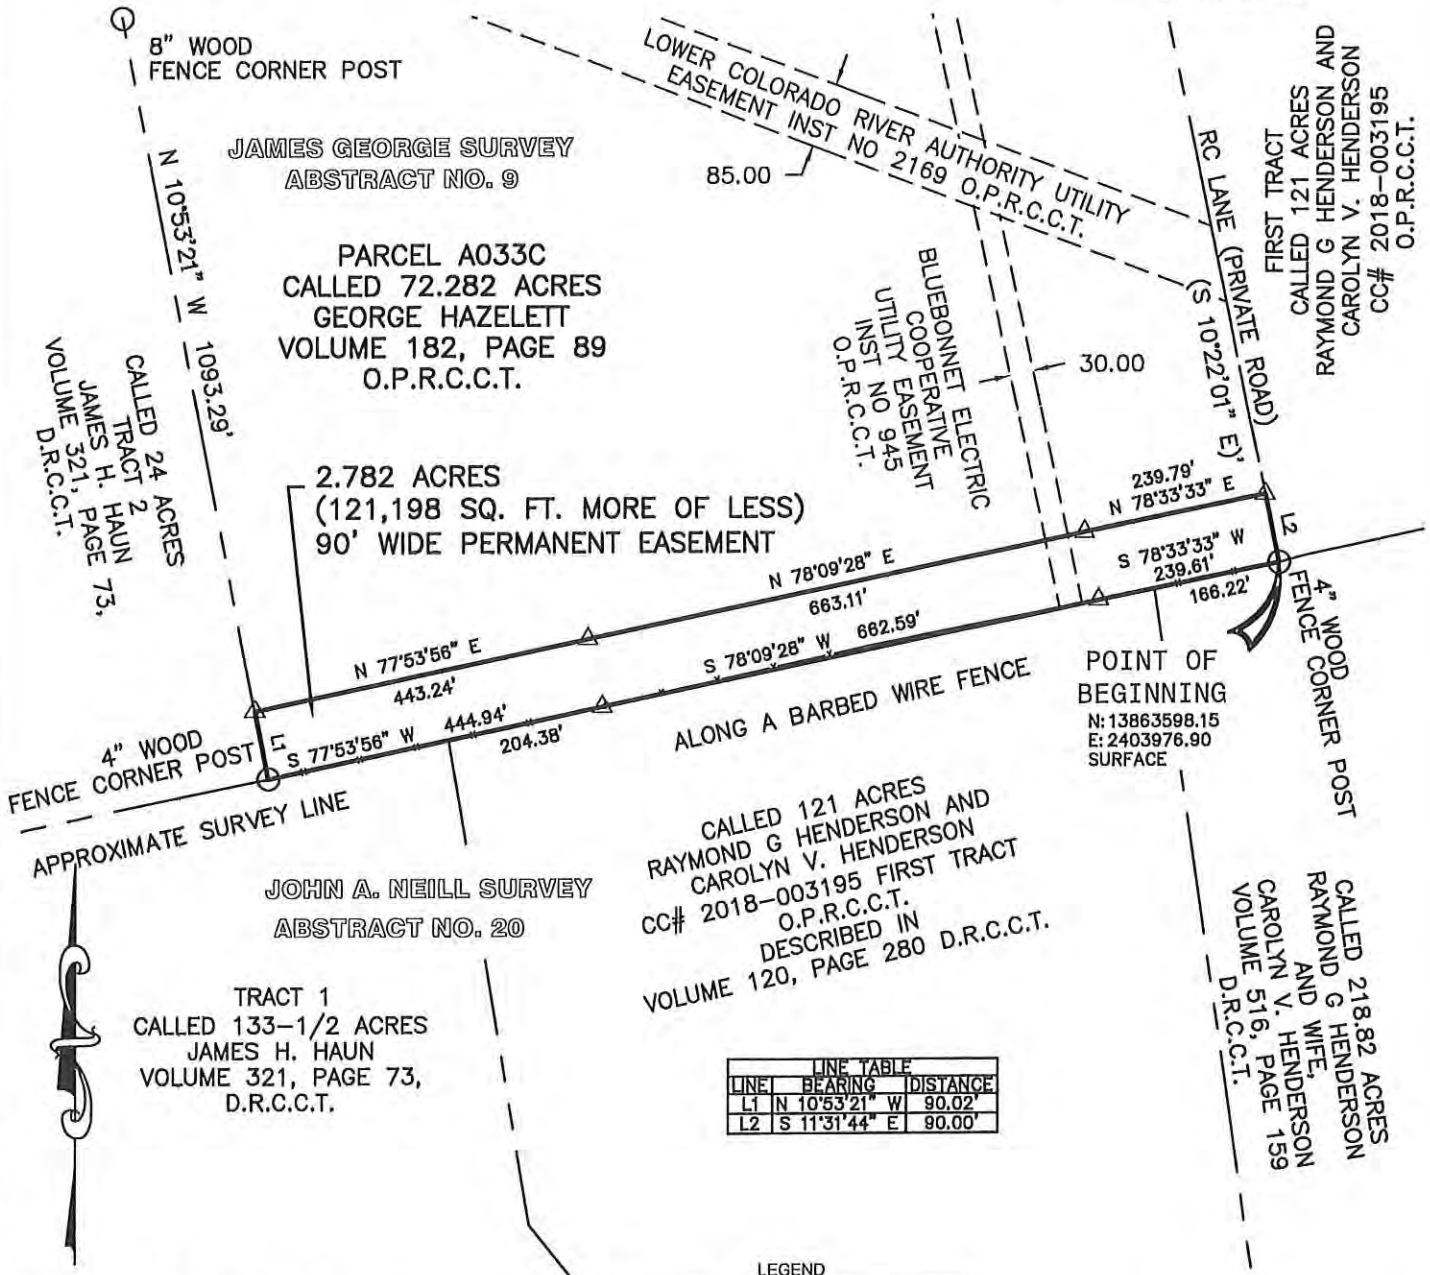 8" WOOD
FENCE CORNER POST
JAMES GEORGE SURVEY
ABSTRACT NO. 9
PARCEL A033C
CALLED 72.282 ACRES
GEORGE HAZELETT
VOLUME 182, PAGE 89
O.P.R.C.C.T.
N 10°53'21" W 1093.29'
CALLED 24 ACRES
TRACT 2
JAMES H. HAUN
VOLUME 321, PAGE 73,
D.R.C.C.T.
LOWER COLORADO RIVER AUTHORITY UTILITY
EASEMENT INST NO 2169 O.P.R.C.C.T.
85.00
BLUEBONNET ELECTRIC
COOPERATIVE
UTILITY EASEMENT
INST NO 945
O.P.R.C.C.T.
30.00
RC LANE (PRIVATE ROAD)
(S 10°22'01" E)'
FIRST TRACT
CALLED 121 ACRES
RAYMOND G HENDERSON AND
CAROLYN V. HENDERSON
CC# 2018-003195
O.P.R.C.C.T.
2.782 ACRES
(121,198 SQ. FT. MORE OF LESS)
90' WIDE PERMANENT EASEMENT
239.79'
N 78°33'33" E
N 78°09'28" E
663.11'
N 77°53'56" E
443.24'
L2
S 78°33'33" W
239.61'
166.22'
S 78°09'28" W 662.59'
L1
S 77°53'56" W 444.94'
204.38'
4" WOOD
FENCE CORNER POST
4" WOOD
FENCE CORNER POST
APPROXIMATE SURVEY LINE
ALONG A BARBED WIRE FENCE
POINT OF
BEGINNING
N: 13863598.15
E: 2403976.90
SURFACE
JOHN A. NEILL SURVEY
ABSTRACT NO. 20
TRACT 1
CALLED 133-1/2 ACRES
JAMES H. HAUN
VOLUME 321, PAGE 73,
D.R.C.C.T.
CALLED 121 ACRES
RAYMOND G HENDERSON AND
CAROLYN V. HENDERSON
CC# 2018-003195 FIRST TRACT
O.P.R.C.C.T.
DESCRIBED IN
VOLUME 120, PAGE 280 D.R.C.C.T.
CALLED 218.82 ACRES
RAYMOND G HENDERSON
AND WIFE,
CAROLYN V. HENDERSON
VOLUME 516, PAGE 159
D.R.C.C.T.
LINE TABLE
LINE BEARING DISTANCE
L1 N 10°53'21" W 90.02'
L2 S 11°31'44" E 90.00'
LEGEND